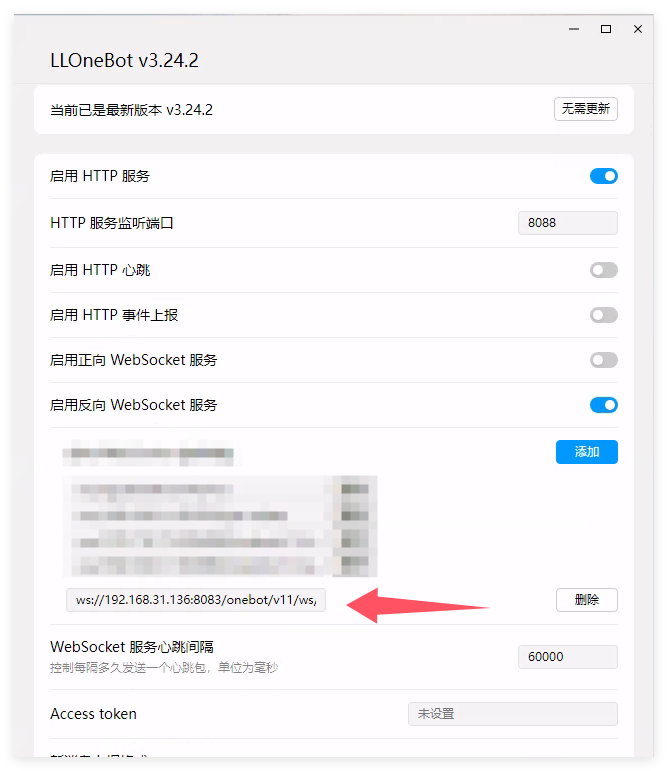 LLOneBot v3.24.2
当前已是最新版本 v3.24.2
无需更新
启用 HTTP 服务
HTTP 服务监听端口
8088
启用 HTTP 心跳
启用 HTTP 事件上报
启用正向 WebSocket 服务
启用反向 WebSocket 服务
添加
ws://192.168.31.136:8083/onebot/v11/ws,
删除
WebSocket 服务心跳间隔
控制每隔多久发送一个心跳包，单位为毫秒
60000
Access token
未设置